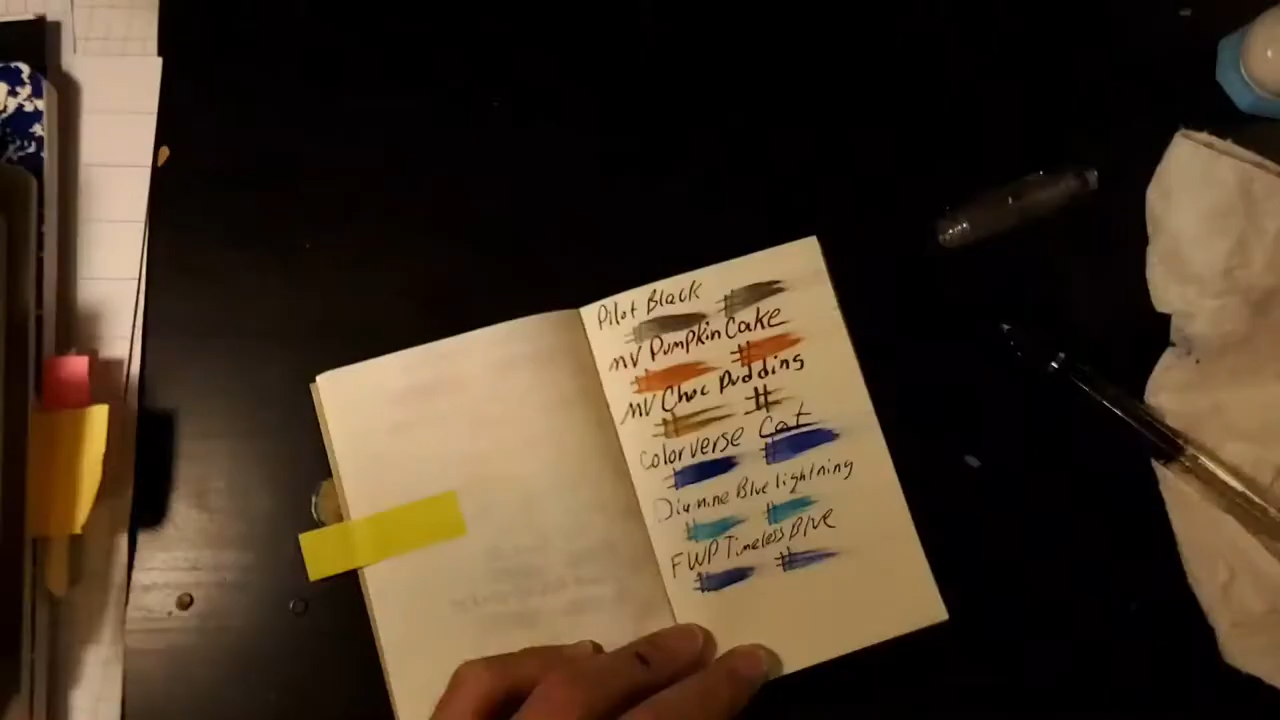 Pilot Black
MV Pumpkin Cake
MV Choc Pudding
Colorverse Cat
Diamine Blue lightning
FWP Timeless Blue